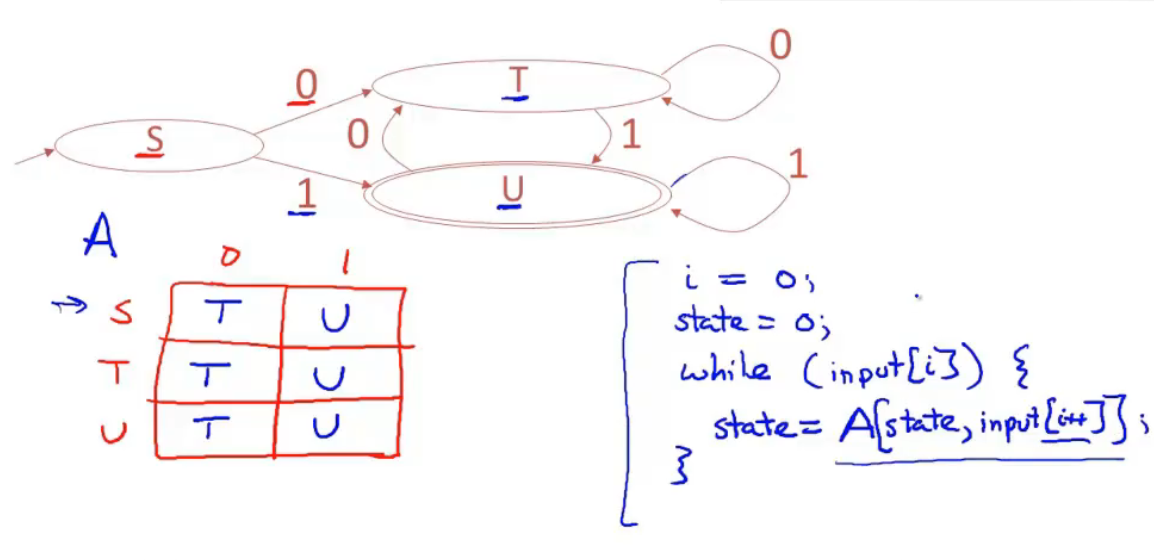 0
T
0
S
0
1
1
1
U
A
0 1
S T U
T T U
U T U
i = 0;
state = 0;
while (input[i]) {
state = A[state, input[i++]];
}